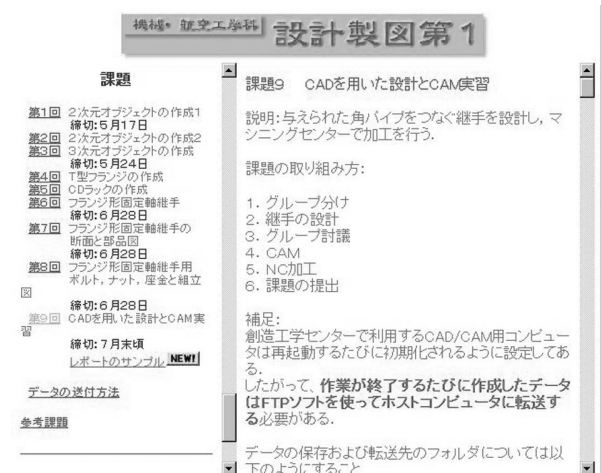 機械・航空工学科 設計製図第1
課題
第1回 2次元オブジェクトの作成1
締切:5月17日
第2回 2次元オブジェクトの作成2
第3回 3次元オブジェクトの作成
締切:5月24日
第4回 T型フランジの作成
第5回 CDラックの作成
第6回 フランジ形固定軸継手
締切:6月28日
第7回 フランジ形固定軸継手の
断面と部品図
締切:6月28日
第8回 フランジ形固定軸継手用
ボルト,ナット,座金と組立
図
締切:6月28日
第9回 CADを用いた設計とCAM実
習
締切:7月末頃
レポートのサンプル NEW!
データの送付方法
参考課題
課題9 CADを用いた設計とCAM実習
説明:与えられた角パイプをつなぐ継手を設計し,マ
シニングセンターで加工を行う.
課題の取り組み方:
1. グループ分け
2. 継手の設計
3. グループ討議
4. CAM
5. NC加工
6. 課題の提出
補足:
創造工学センターで利用するCAD/CAM用コンピュー
タは再起動するたびに初期化されるように設定してあ
る.
したがって、作業が終了するたびに作成したデータ
はFTPソフトを使ってホストコンピュータに転送す
る必要がある.
データの保存および転送先のフォルダについては以
下のようにすること